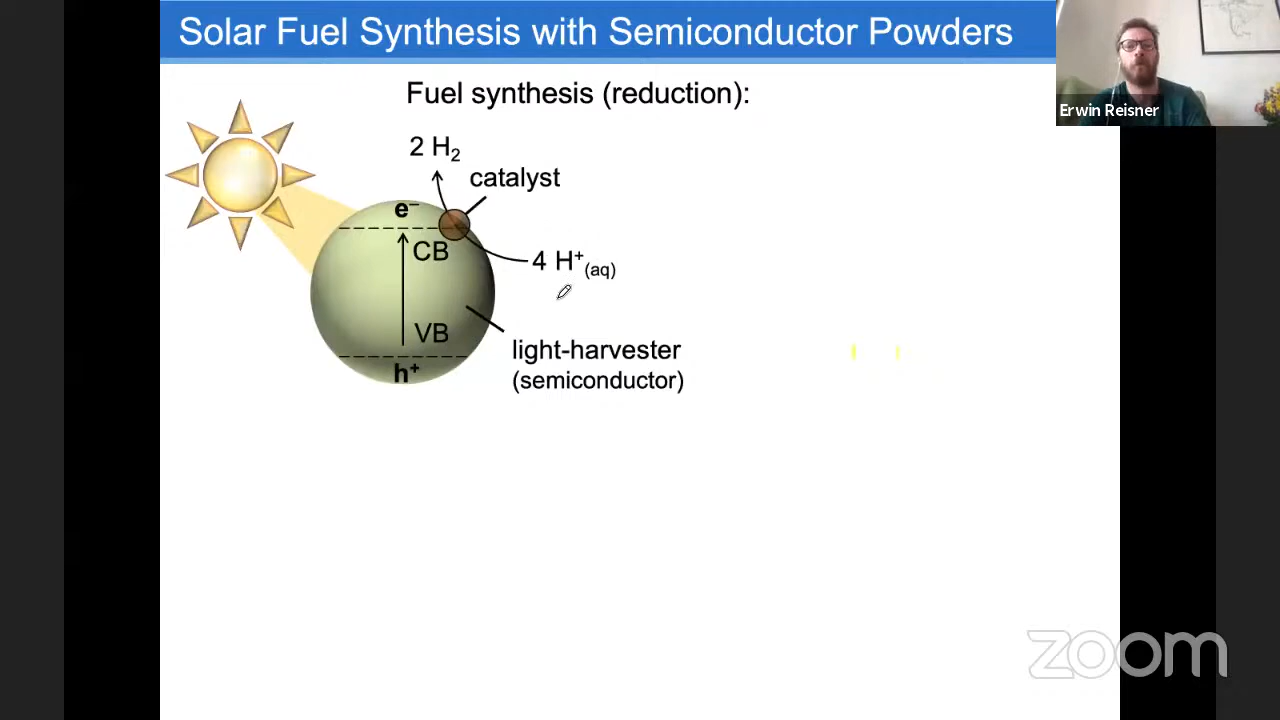 Solar Fuel Synthesis with Semiconductor Powders
Erwin Reisner
Fuel synthesis (reduction):
2 H₂
catalyst
e⁻
CB
4 H⁺(aq)
VB
light-harvester
(semiconductor)
h⁺
zoom